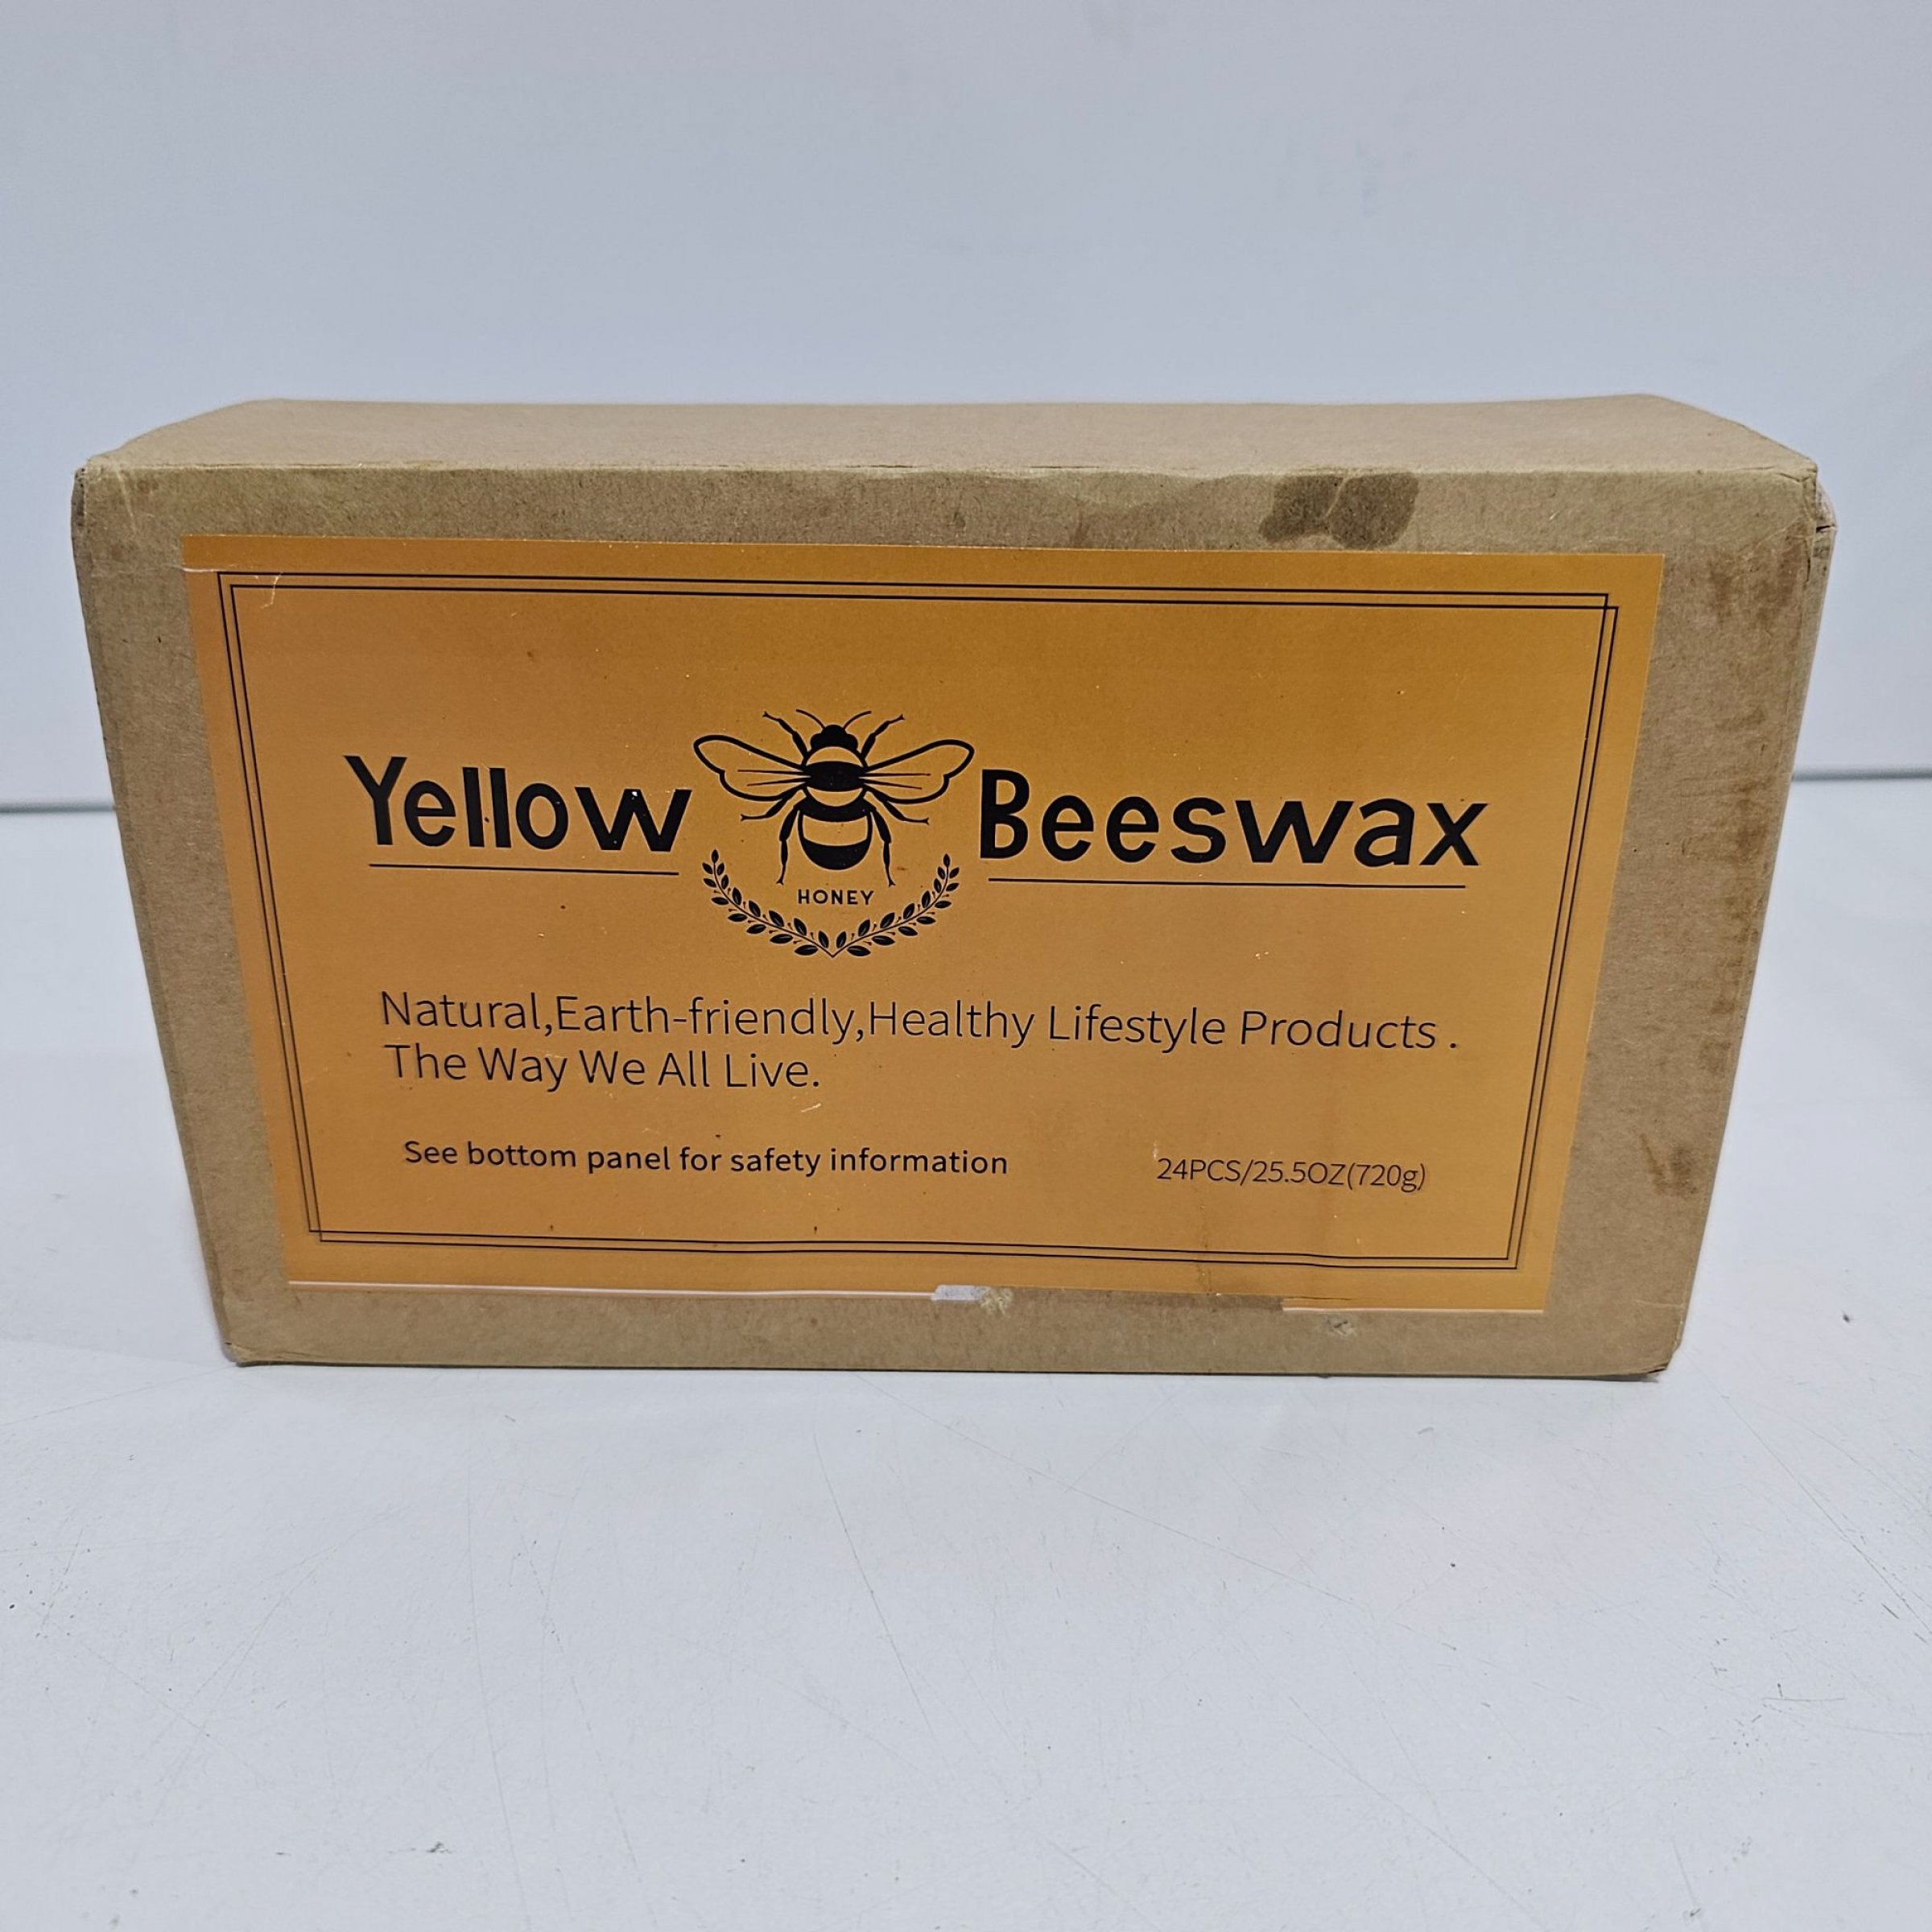 Yellow Beeswax
HONEY
Natural,Earth-friendly,Healthy Lifestyle Products .
The Way We All Live.
See bottom panel for safety information 24PCS/25.5OZ(720g)